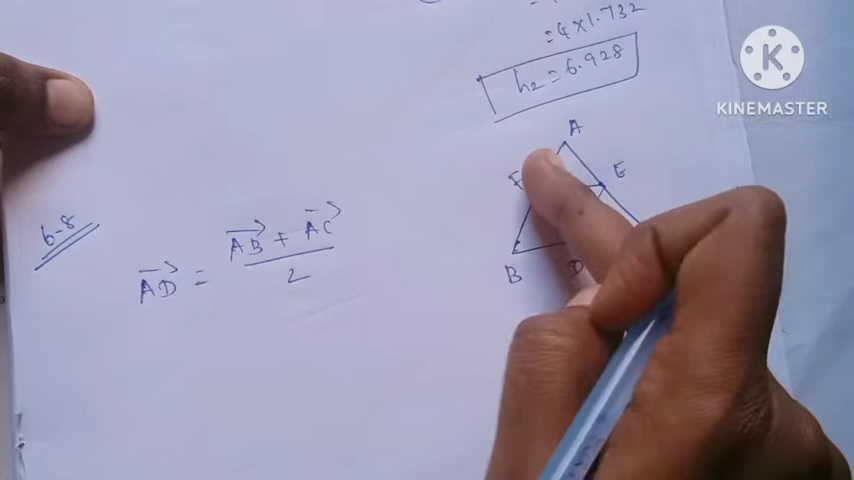 = 4 × 1.732
h₂ = 6.928
K
KINEMASTER
A
E
6-8
AB + AC
AD =
2
B
D